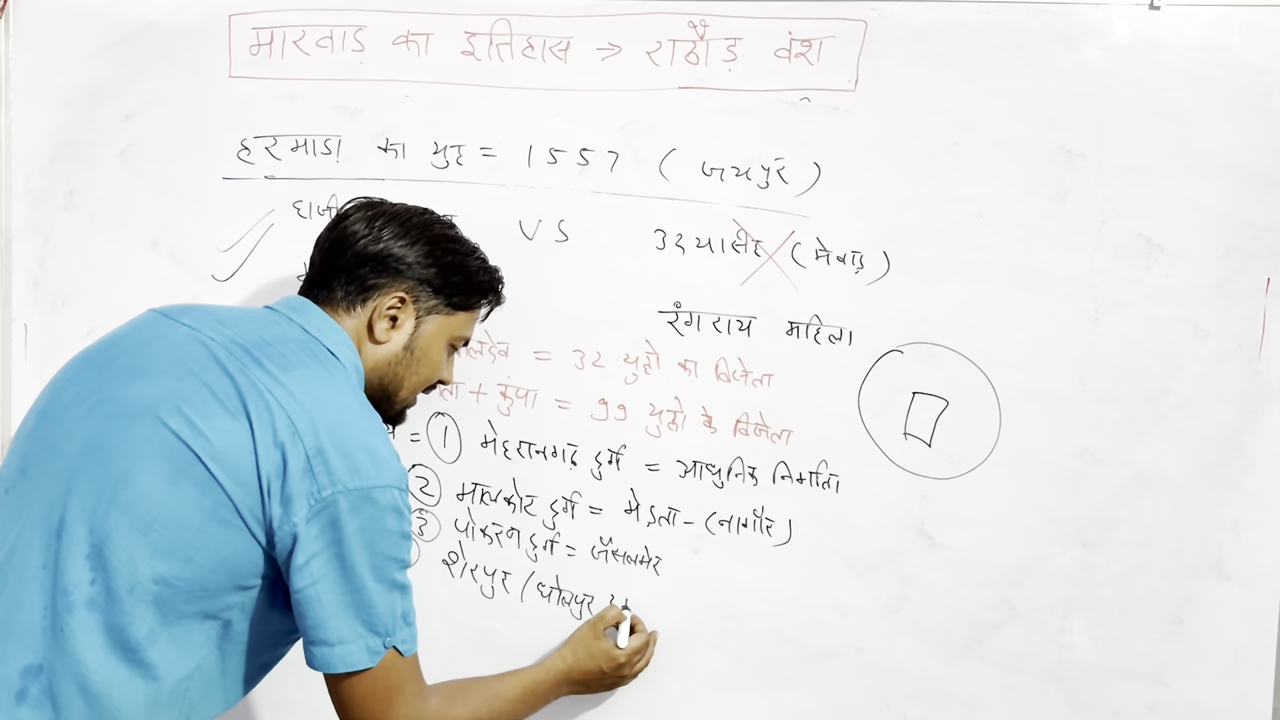 मारवाड़ का इतिहास → राठौड़ वंश
हरमाडा का युद्ध = 1557 (जयपुर)
VS उदयसिंह (मेवाड़)
रंगराय महिला
= 32 युद्धो का विजेता
+ कुंपा = 99 युद्धो के विजेता
= 1 मेहरानगढ़ दुर्ग = आधुनिक निर्माता
2 मालकोट दुर्ग = मेड़ता - (नागौर)
3 पोकरण दुर्ग = जैसलमेर
शेरपुर / धोलपुर